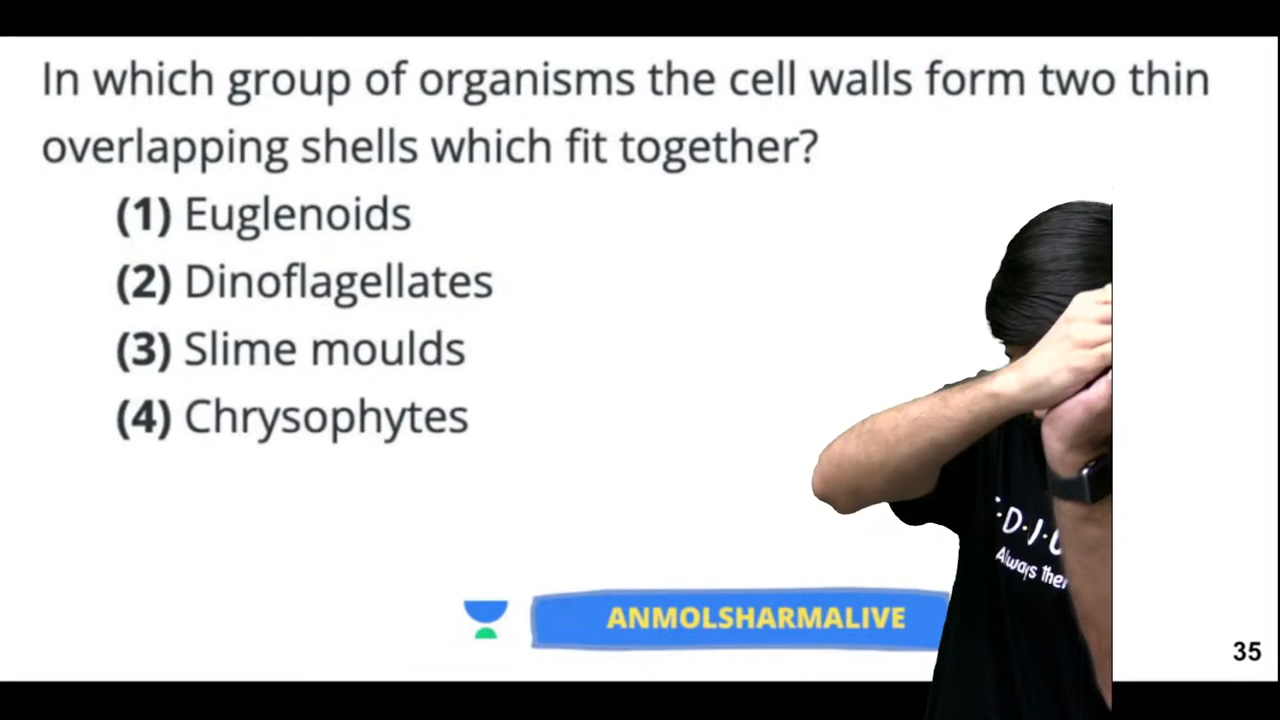 In which group of organisms the cell walls form two thin
overlapping shells which fit together?
(1) Euglenoids
(2) Dinoflagellates
(3) Slime moulds
(4) Chrysophytes
·D·J·
Always
ANMOLSHARMALIVE
35